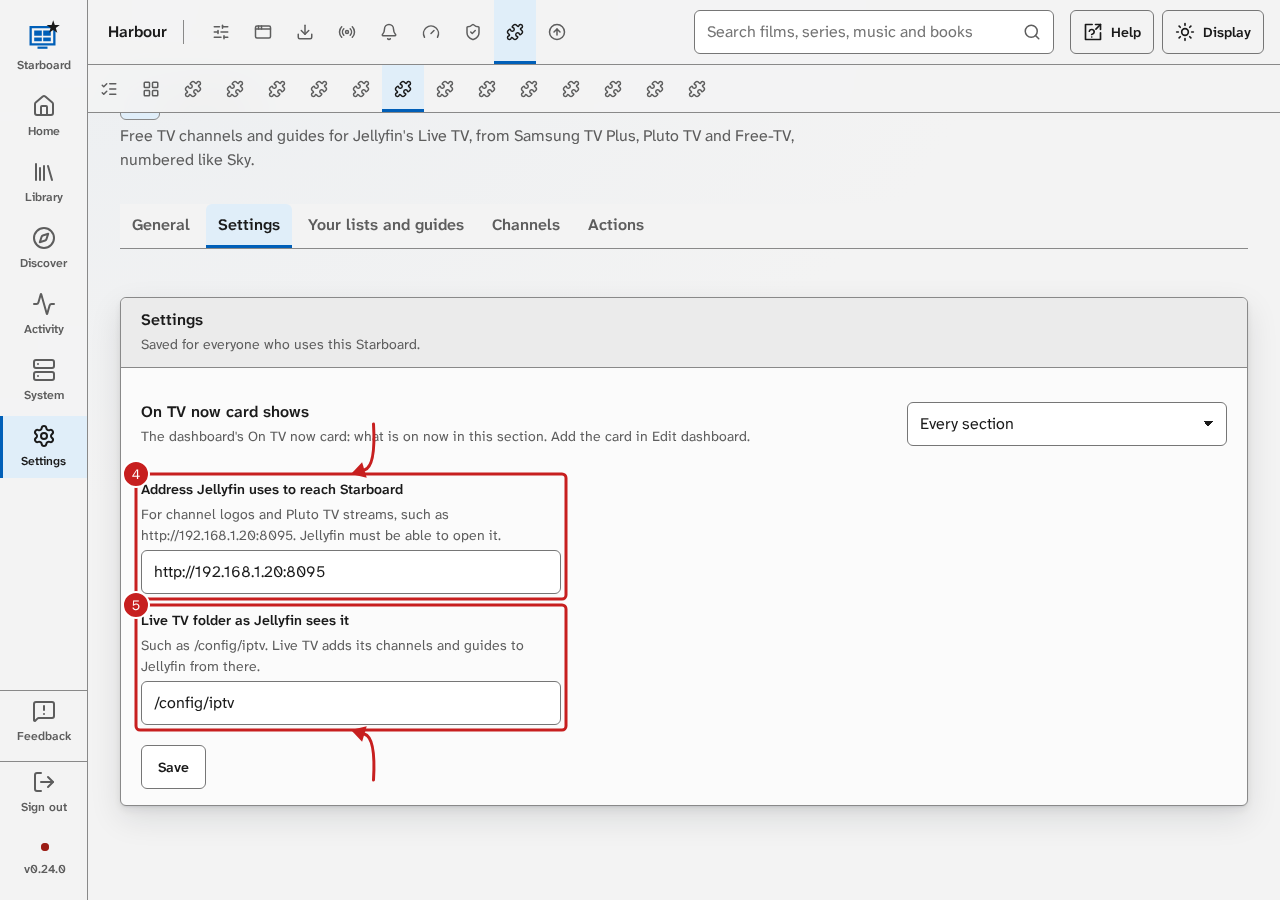 Starboard
Home
Library
Discover
Activity
System
Settings
Feedback
Sign out
v0.24.0
Harbour
Search films, series, music and books
Help
Display
Free TV channels and guides for Jellyfin's Live TV, from Samsung TV Plus, Pluto TV and Free-TV,
numbered like Sky.
General
Settings
Your lists and guides
Channels
Actions
Settings
Saved for everyone who uses this Starboard.
On TV now card shows
The dashboard's On TV now card: what is on now in this section. Add the card in Edit dashboard.
Every section
4
Address Jellyfin uses to reach Starboard
For channel logos and Pluto TV streams, such as
http://192.168.1.20:8095. Jellyfin must be able to open it.
http://192.168.1.20:8095
5
Live TV folder as Jellyfin sees it
Such as /config/iptv. Live TV adds its channels and guides to
Jellyfin from there.
/config/iptv
Save